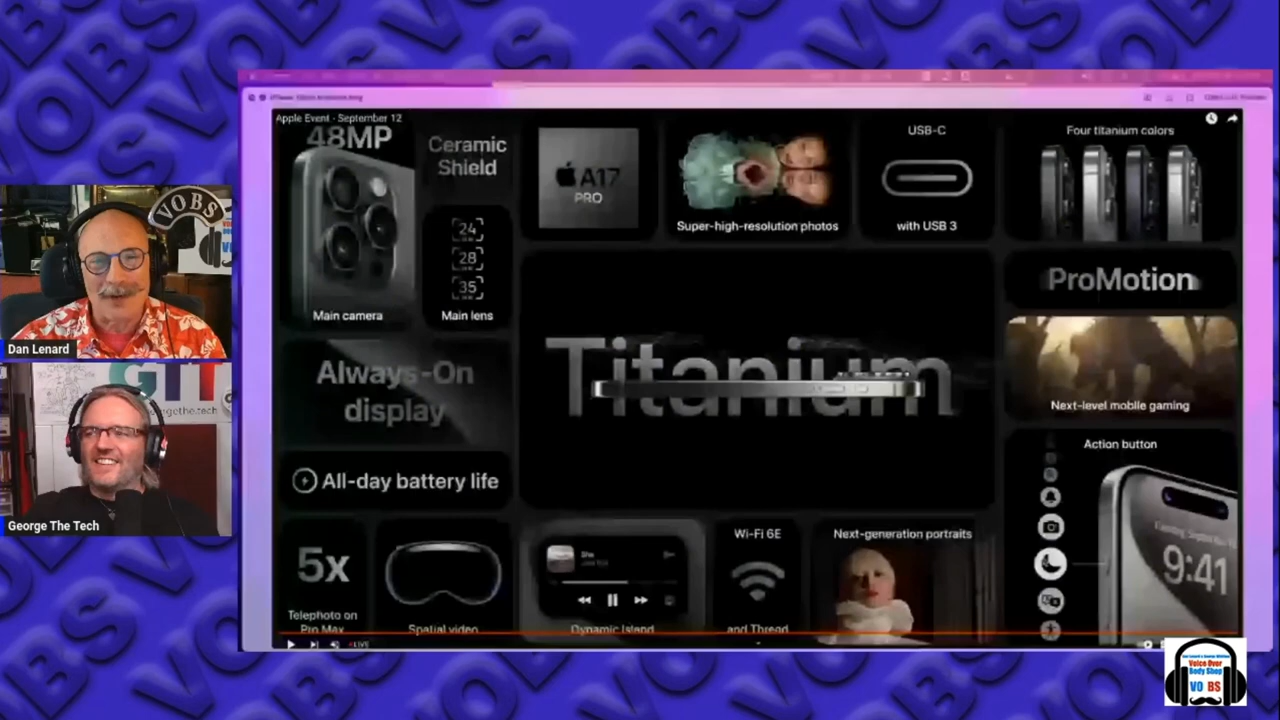 VOBS
Dan Lenard
GTT
George The Tech
Apple Event - September 12
48MP
Main camera
Ceramic
Shield
24
28
35
Main lens
A17
PRO
Super-high-resolution photos
USB-C
with USB 3
Four titanium colors
ProMotion
Next-level mobile gaming
Titanium
Always-On
display
All-day battery life
Action button
9:41
5x
Telephoto on
Pro Max
Spatial video
She
Dynamic Island
Wi-Fi 6E
and Thread
Next-generation portraits
LIVE
Voice Over
Body Shop
VO BS